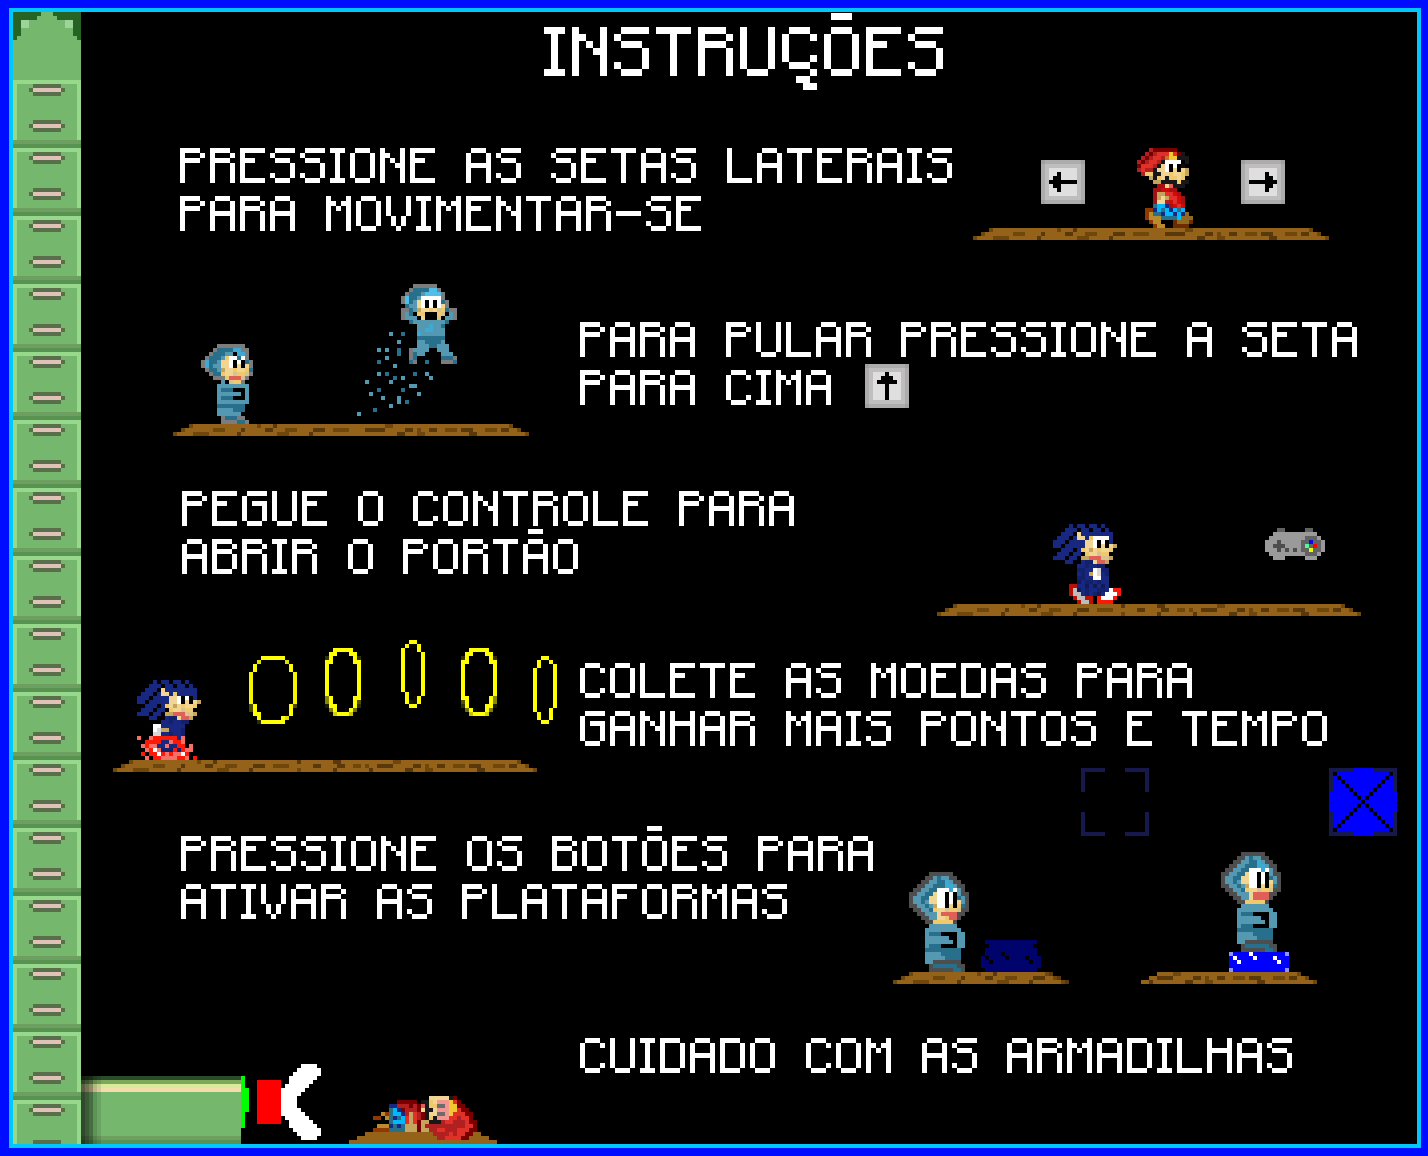 INSTRUÇÕES
PRESSIONE AS SETAS LATERAIS
PARA MOVIMENTAR-SE
PARA PULAR PRESSIONE A SETA
PARA CIMA
PEGUE O CONTROLE PARA
ABRIR O PORTÃO
COLETE AS MOEDAS PARA
GANHAR MAIS PONTOS E TEMPO
PRESSIONE OS BOTÕES PARA
ATIVAR AS PLATAFORMAS
CUIDADO COM AS ARMADILHAS